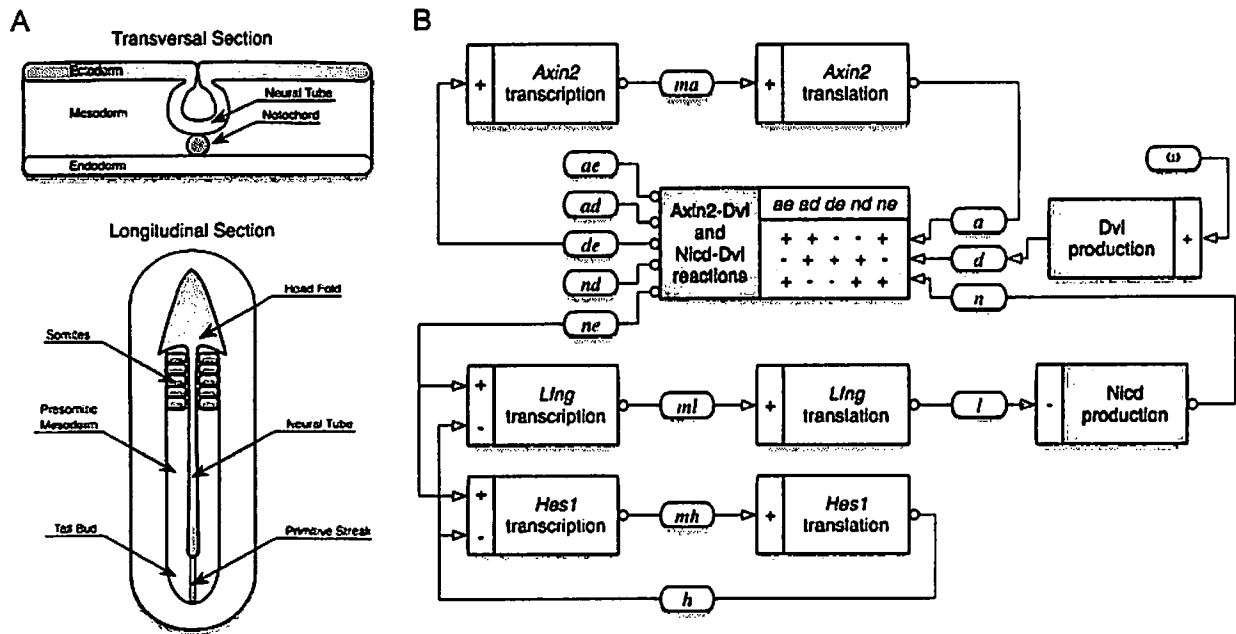 A
Transversal Section
Ectoderm
Mesoderm
Neural Tube
Notochord
Endoderm
Longitudinal Section
Head Fold
Somites
Presomitic
Mesoderm
Neural Tube
Tail Bud
Primitive Streak
B
+
Axin2
transcription
ma
+
Axin2
translation
ae
ad
de
nd
ne
Axin2-Dvl
and
Nicd-Dvl
reactions
ae ad de nd ne
+ + - - +
- + + + -
+ - - + +
a
d
n
ω
Dvl
production
+
+
-
Lfng
transcription
ml
+
Lfng
translation
l
-
Nicd
production
+
-
Hes1
transcription
mh
+
Hes1
translation
h